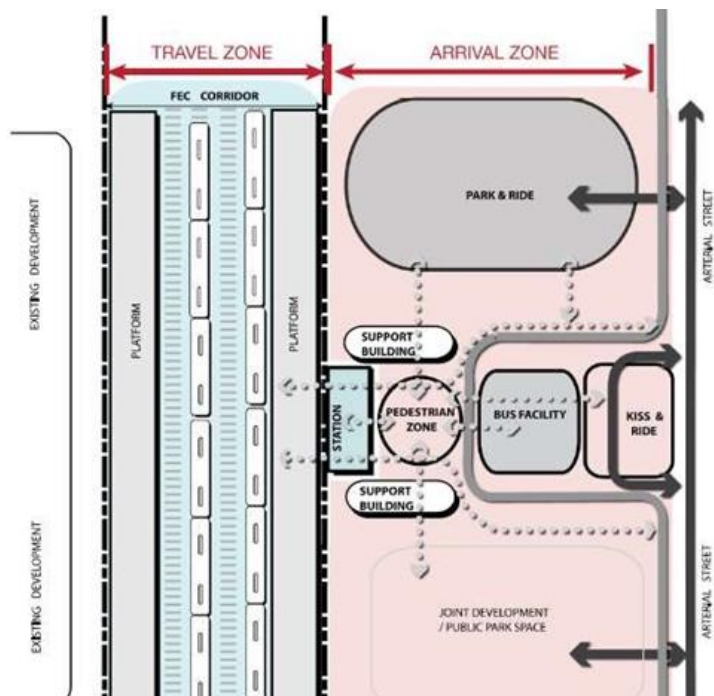 TRAVEL ZONE
ARRIVAL ZONE
FEC CORRIDOR
PARK & RIDE
ARTERIAL STREET
EXISTING DEVELOPMENT
PLATFORM
PLATFORM
SUPPORT
BUILDING
STATION
PEDESTRIAN
ZONE
BUS FACILITY
KISS &
RIDE
SUPPORT
BUILDING
EXISTING DEVELOPMENT
JOINT DEVELOPMENT
/ PUBLIC PARK SPACE
ARTERIAL STREET